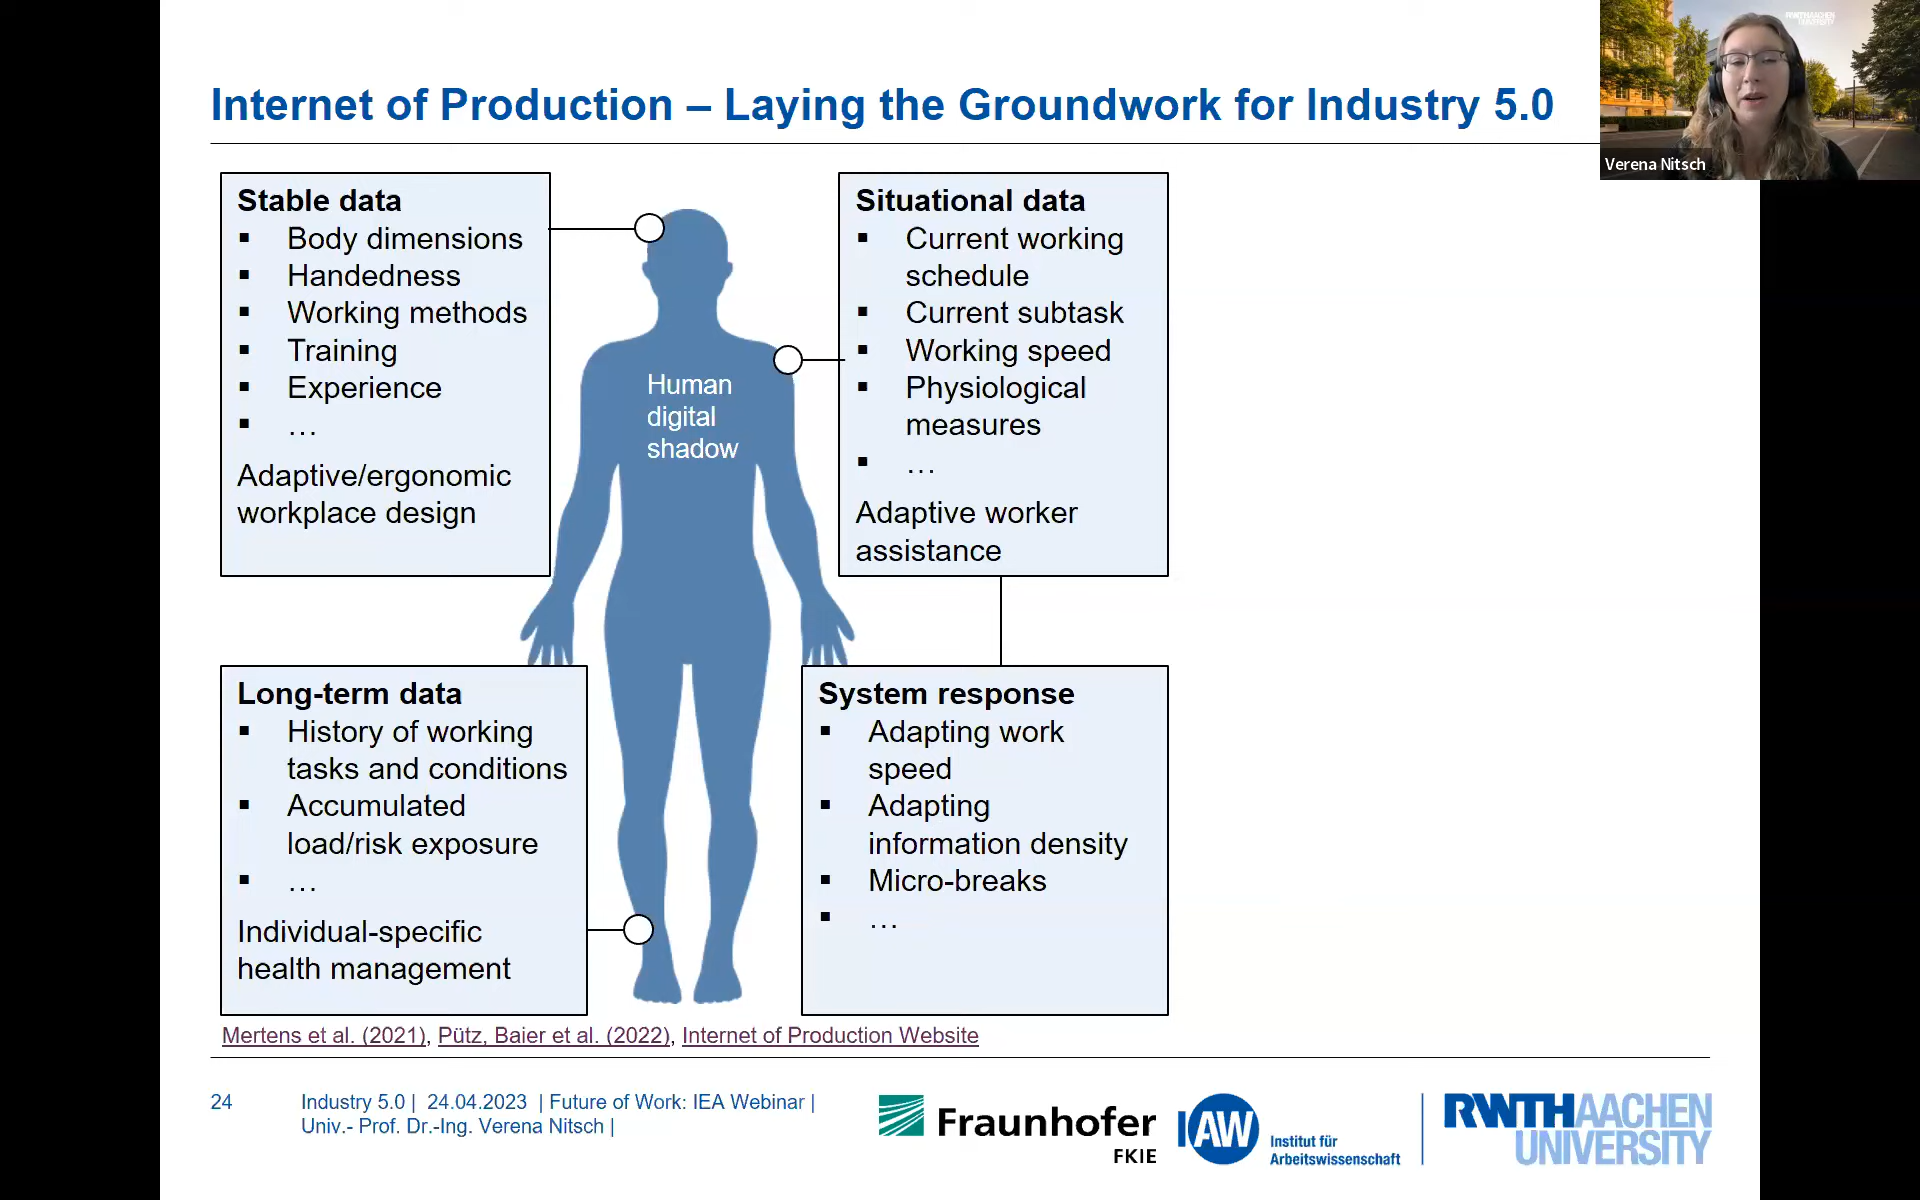 RWTHAACHEN
UNIVERSITY
Verena Nitsch
Internet of Production – Laying the Groundwork for Industry 5.0
Stable data
▪ Body dimensions
▪ Handedness
▪ Working methods
▪ Training
▪ Experience
▪ …
Adaptive/ergonomic
workplace design
Human
digital
shadow
Situational data
▪ Current working
schedule
▪ Current subtask
▪ Working speed
▪ Physiological
measures
▪ …
Adaptive worker
assistance
Long-term data
▪ History of working
tasks and conditions
▪ Accumulated
load/risk exposure
▪ …
Individual-specific
health management
System response
▪ Adapting work
speed
▪ Adapting
information density
▪ Micro-breaks
▪ …
Mertens et al. (2021), Pütz, Baier et al. (2022), Internet of Production Website
24
Industry 5.0 | 24.04.2023 | Future of Work: IEA Webinar |
Univ.- Prof. Dr.-Ing. Verena Nitsch |
Fraunhofer
FKIE
IAW
Institut für
Arbeitswissenschaft
RWTHAACHEN
UNIVERSITY